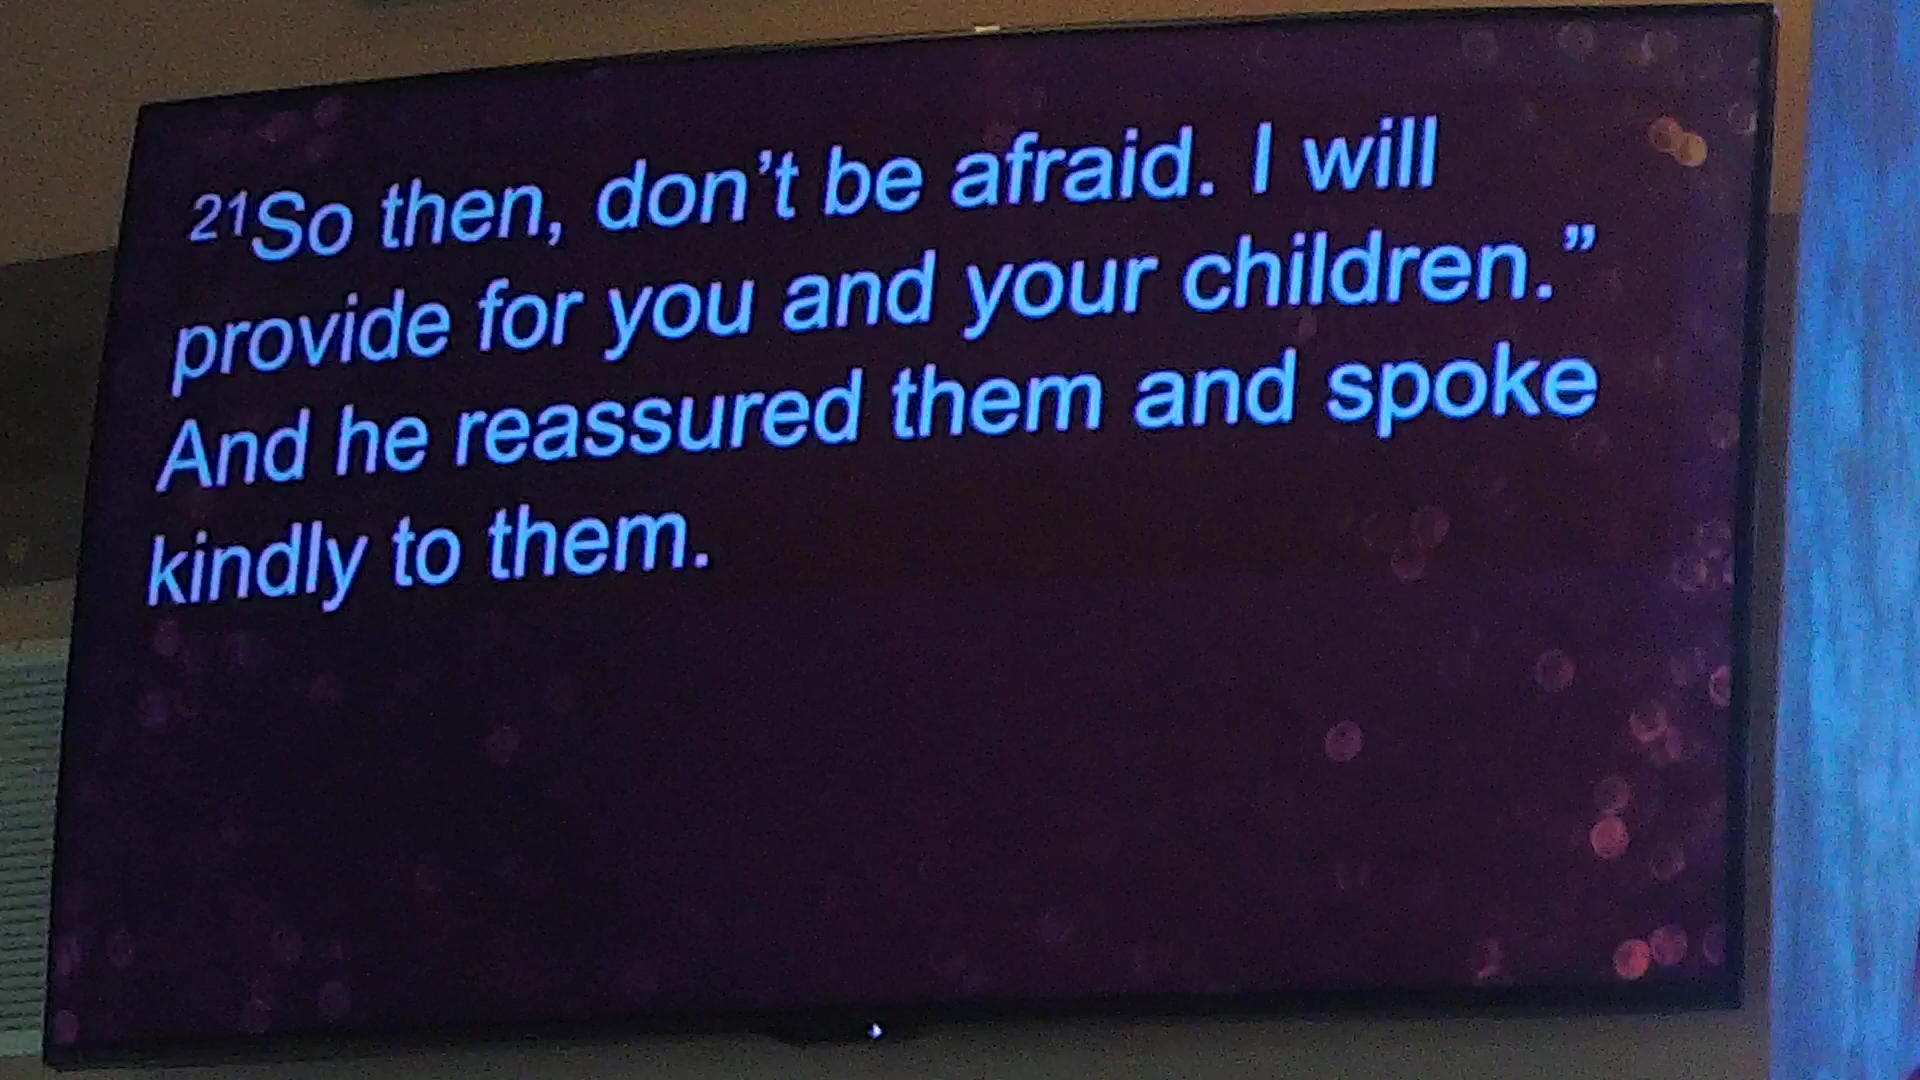 ²¹So then, don’t be afraid. I will
provide for you and your children.”
And he reassured them and spoke
kindly to them.